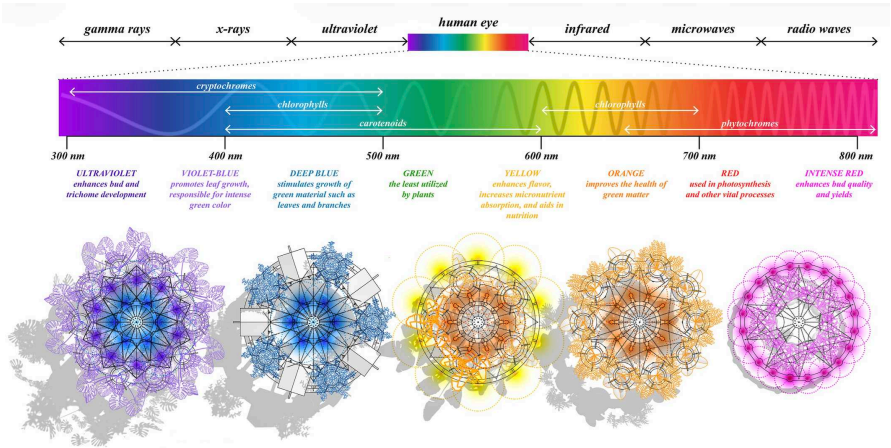 gamma rays x-rays ultraviolet human eye infrared microwaves radio waves
cryptochromes
chlorophylls chlorophylls
carotenoids phytochromes
300 nm 400 nm 500 nm 600 nm 700 nm 800 nm
ULTRAVIOLET
enhances bud and
trichome development
VIOLET-BLUE
promotes leaf growth,
responsible for intense
green color
DEEP BLUE
stimulates growth of
green material such as
leaves and branches
GREEN
the least utilized
by plants
YELLOW
enhances flavor,
increases micronutrient
absorption, and aids in
nutrition
ORANGE
improves the health of
green matter
RED
used in photosynthesis
and other vital processes
INTENSE RED
enhances bud quality
and yields